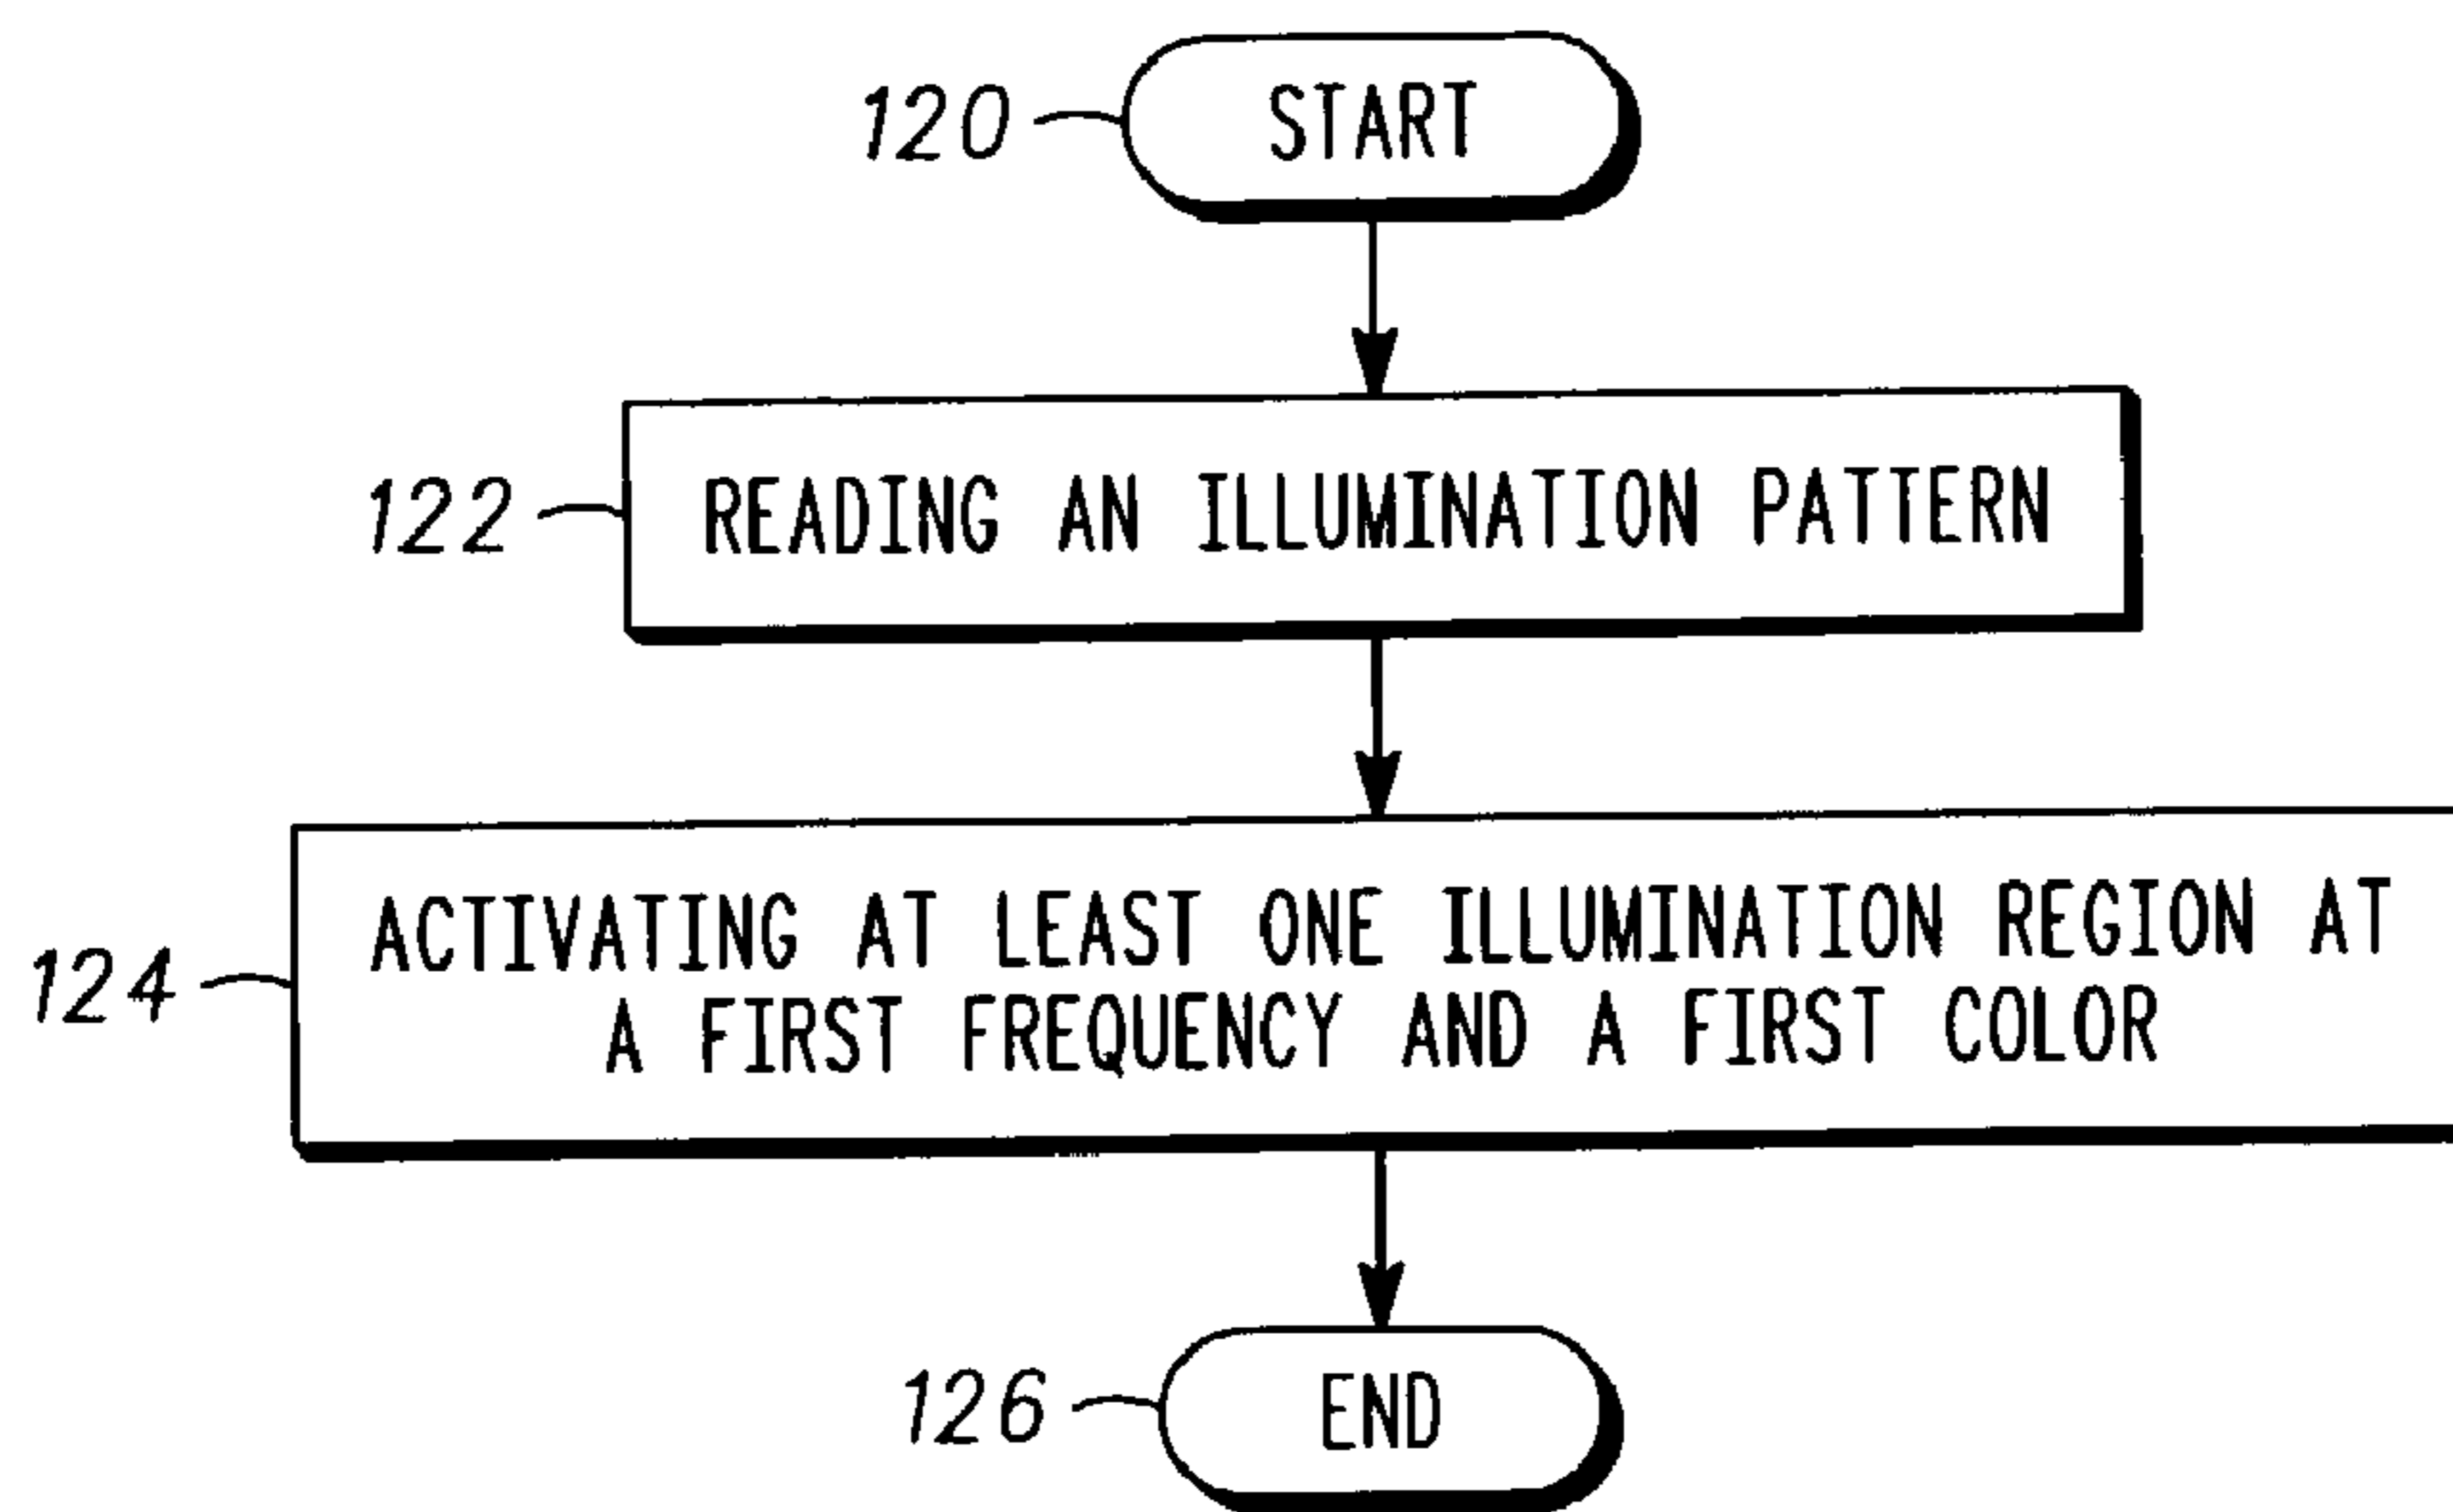 120 START
122 READING AN ILLUMINATION PATTERN
124 ACTIVATING AT LEAST ONE ILLUMINATION REGION AT
A FIRST FREQUENCY AND A FIRST COLOR
126 END